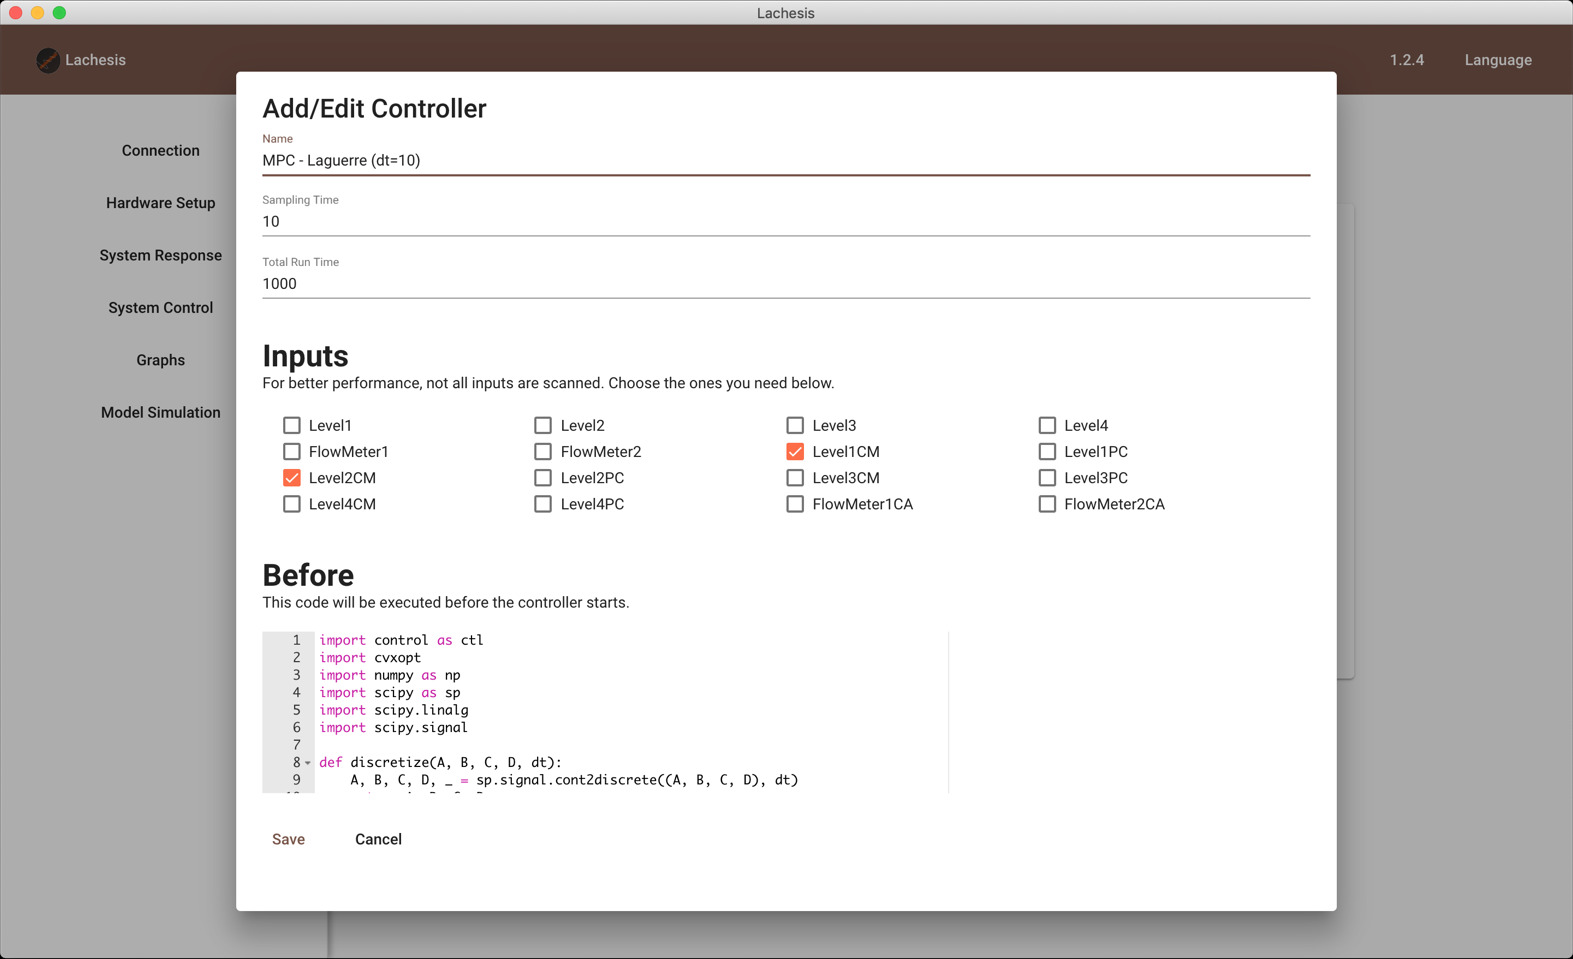 Lachesis
Lachesis
1.2.4 Language
Connection
Hardware Setup
System Response
System Control
Graphs
Model Simulation
Add/Edit Controller
Name
MPC - Laguerre (dt=10)
Sampling Time
10
Total Run Time
1000
Inputs
For better performance, not all inputs are scanned. Choose the ones you need below.
Level1 Level2 Level3 Level4
FlowMeter1 FlowMeter2 Level1CM Level1PC
Level2CM Level2PC Level3CM Level3PC
Level4CM Level4PC FlowMeter1CA FlowMeter2CA
Before
This code will be executed before the controller starts.
1 import control as ctl
2 import cvxopt
3 import numpy as np
4 import scipy as sp
5 import scipy.linalg
6 import scipy.signal
7
8 def discretize(A, B, C, D, dt):
9 A, B, C, D, _ = sp.signal.cont2discrete((A, B, C, D), dt)
Save Cancel